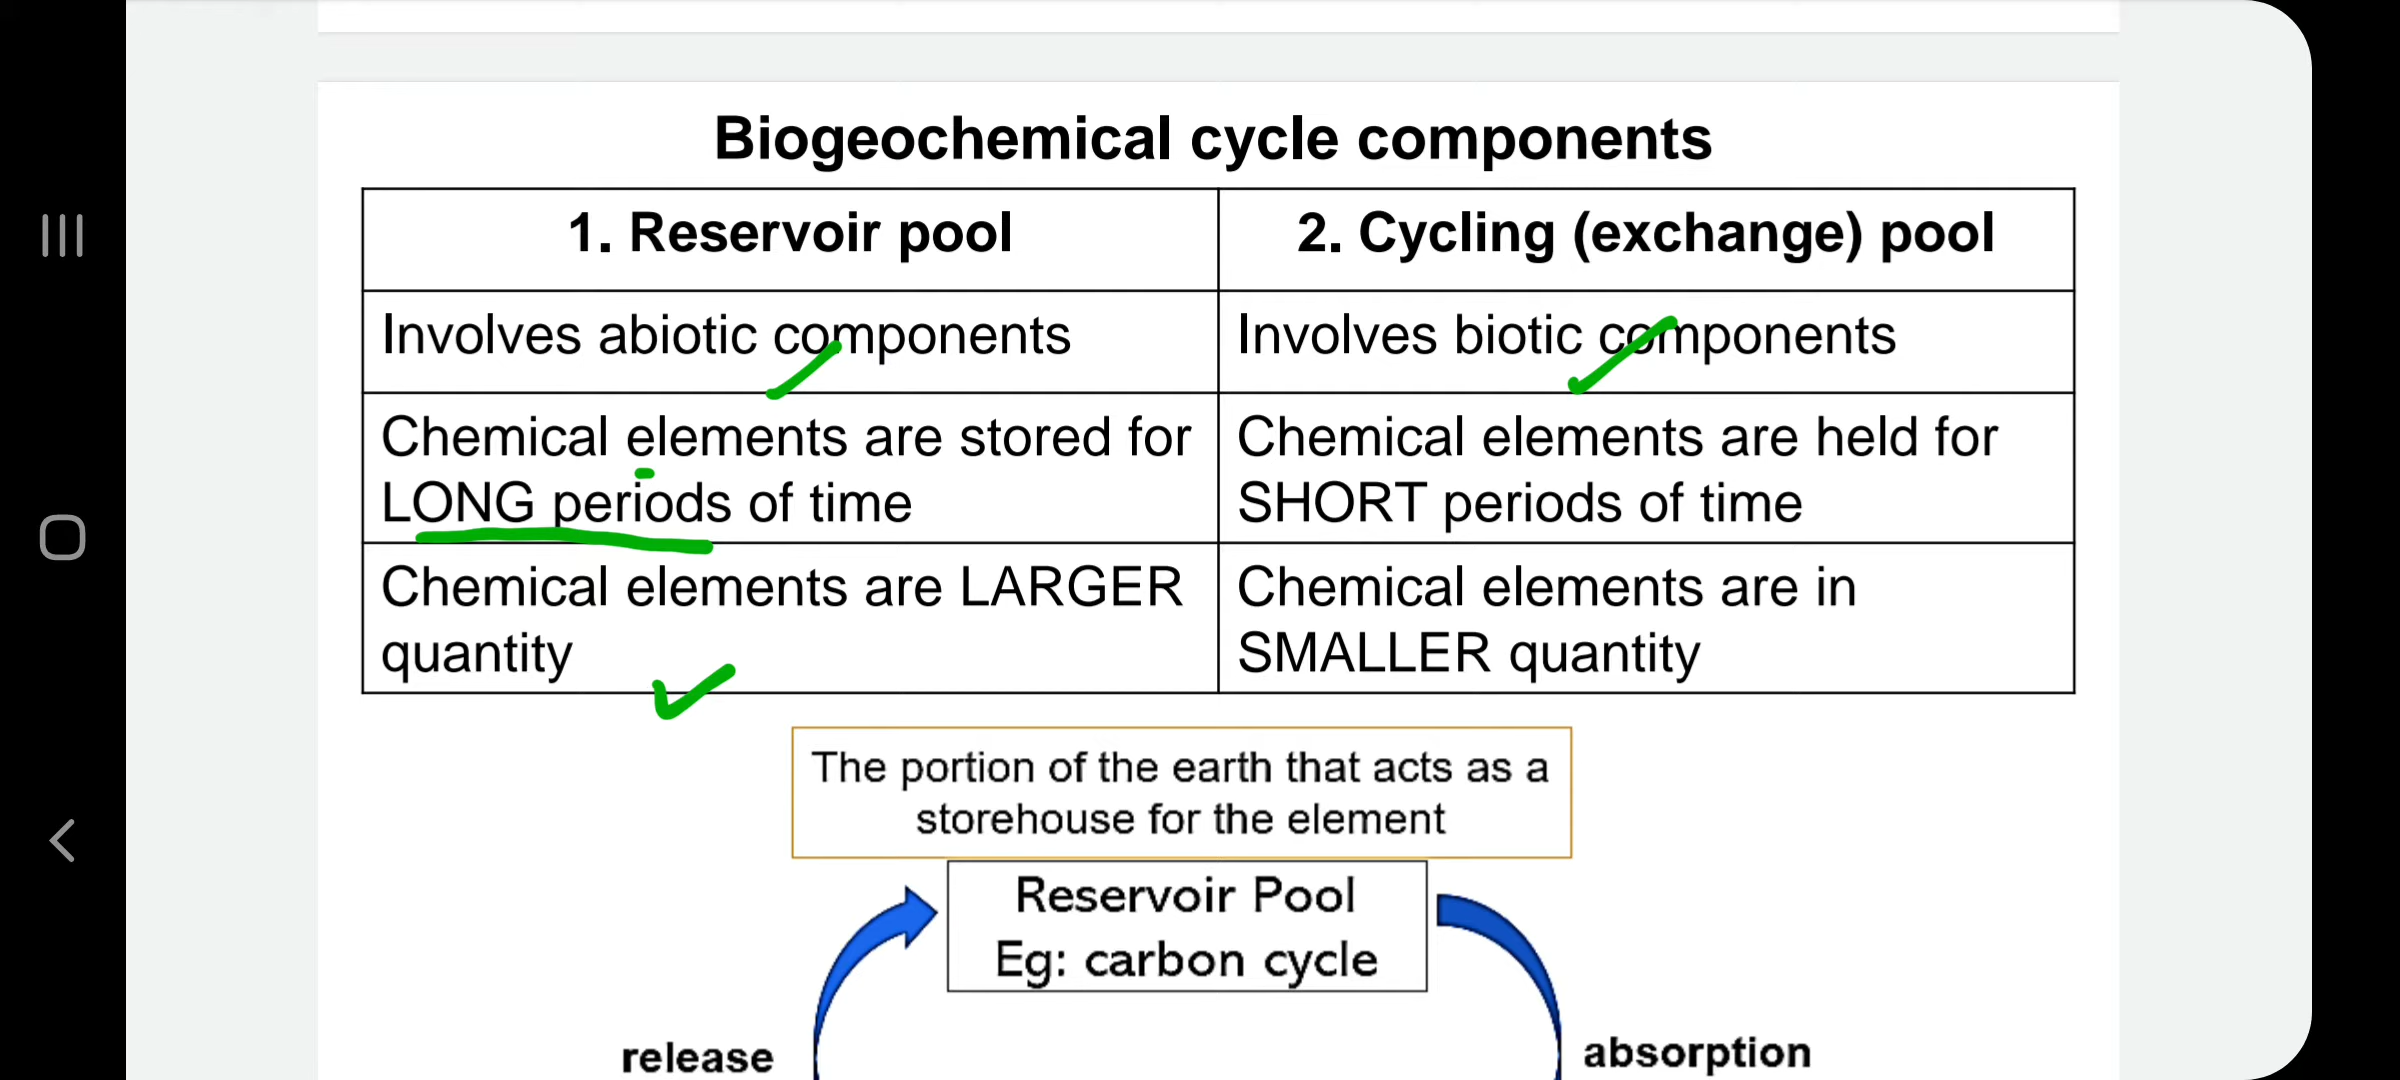 Biogeochemical cycle components
1. Reservoir pool
2. Cycling (exchange) pool
Involves abiotic components
Involves biotic components
Chemical elements are stored for
LONG periods of time
Chemical elements are held for
SHORT periods of time
Chemical elements are LARGER
quantity
Chemical elements are in
SMALLER quantity
The portion of the earth that acts as a
storehouse for the element
Reservoir Pool
Eg: carbon cycle
release
absorption